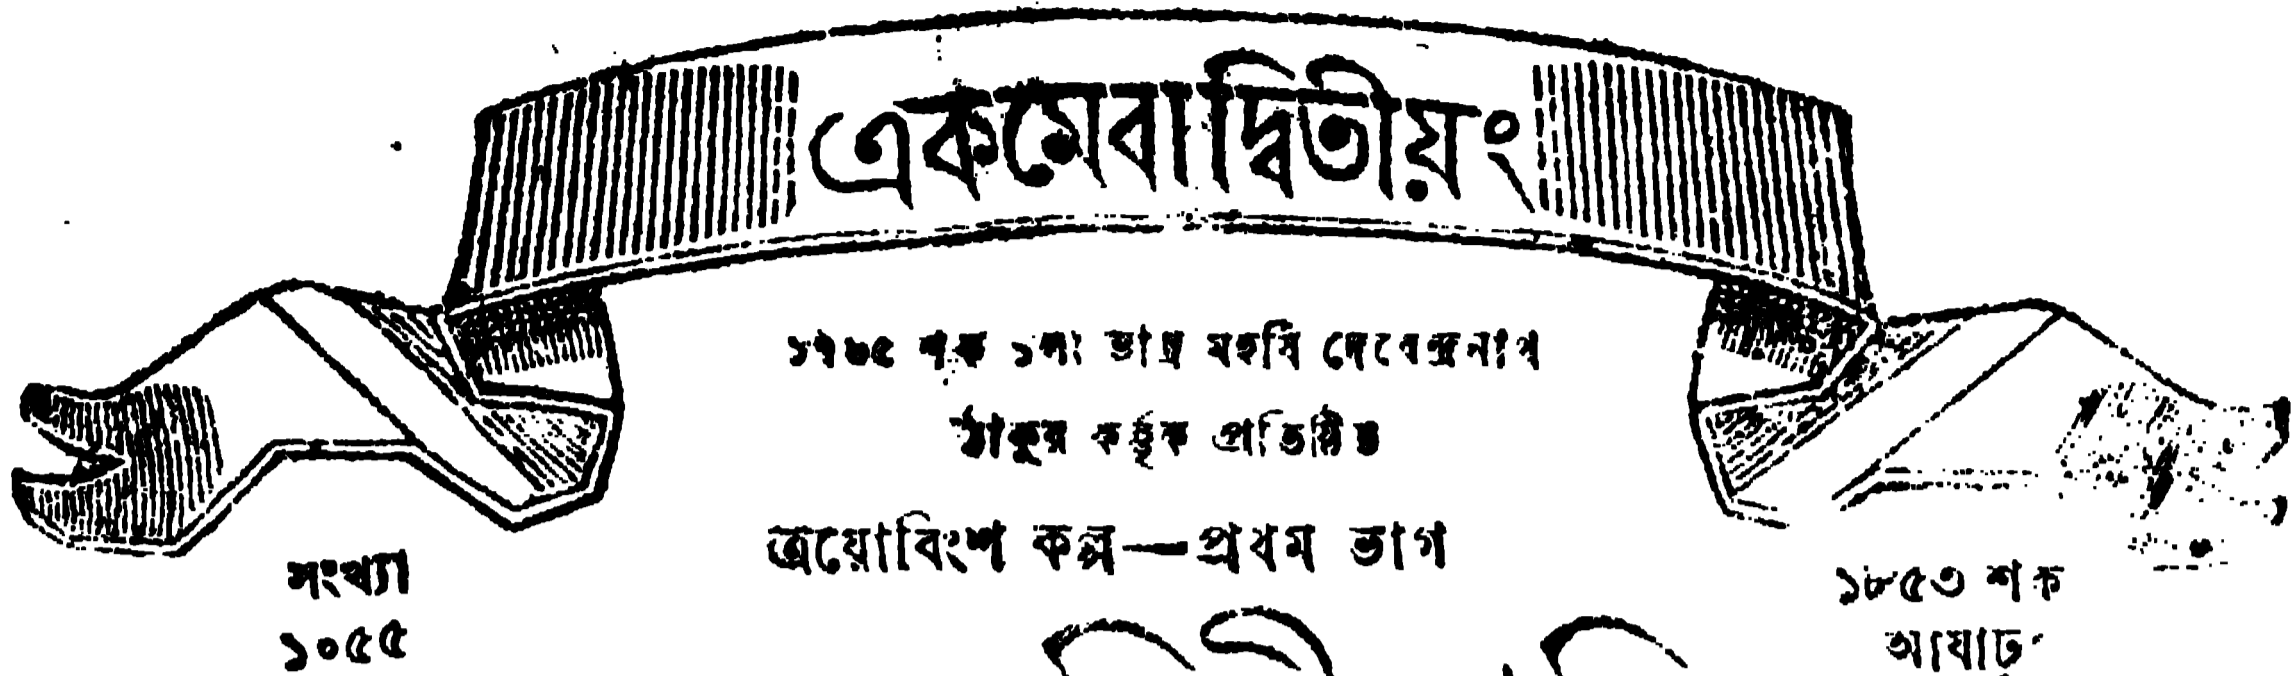 একমেবাদ্বিতীয়ং
১৭৬৫ শক ১লা ভাদ্র মহর্ষি দেবেন্দ্রনাথ
ঠাকুর কর্ত্তৃক প্রতিষ্ঠিত
ত্রয়োবিংশ কল্প—প্রথম ভাগ
সংখ্যা
১০৫৫
১৮৫৩ শক
আষাঢ়